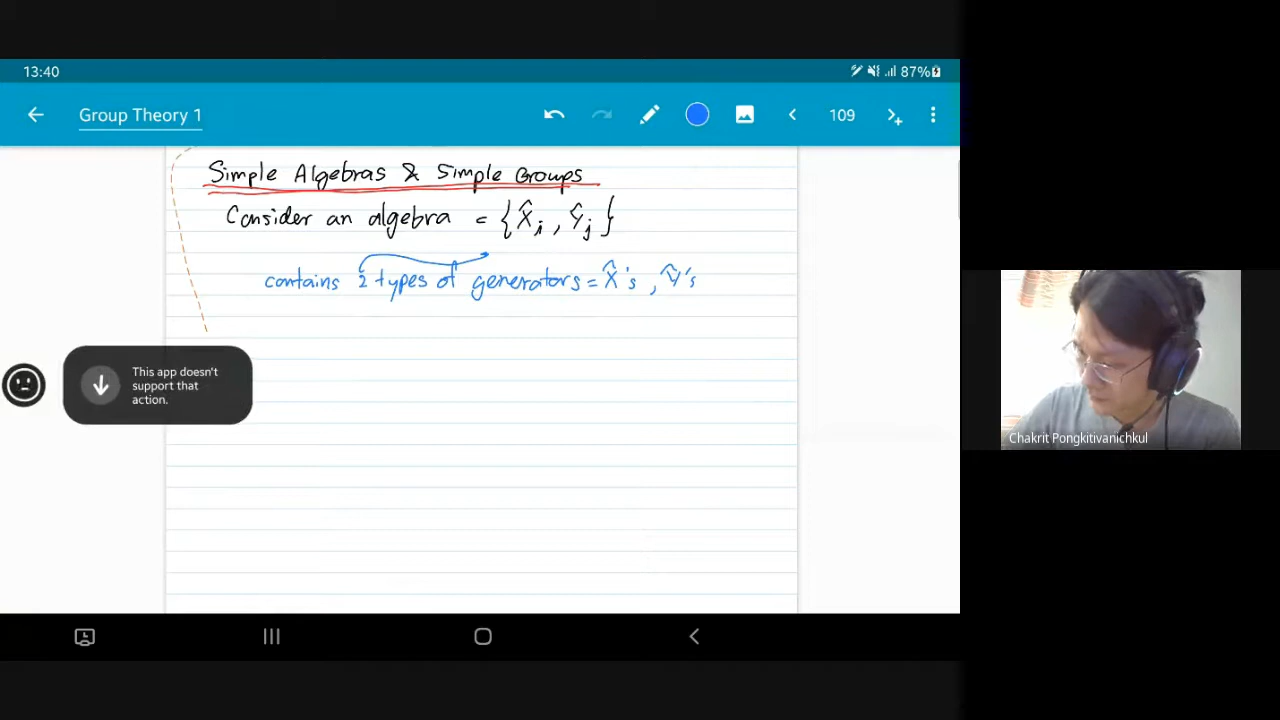 13:40
87%
Group Theory 1
109
Simple Algebras & Simple Groups
Consider an algebra = { X̂ᵢ , Ŷⱼ }
contains 2 types of generators = X̂'s , Ŷ's
This app doesn't
support that
action.
Chakrit Pongkitivanichkul